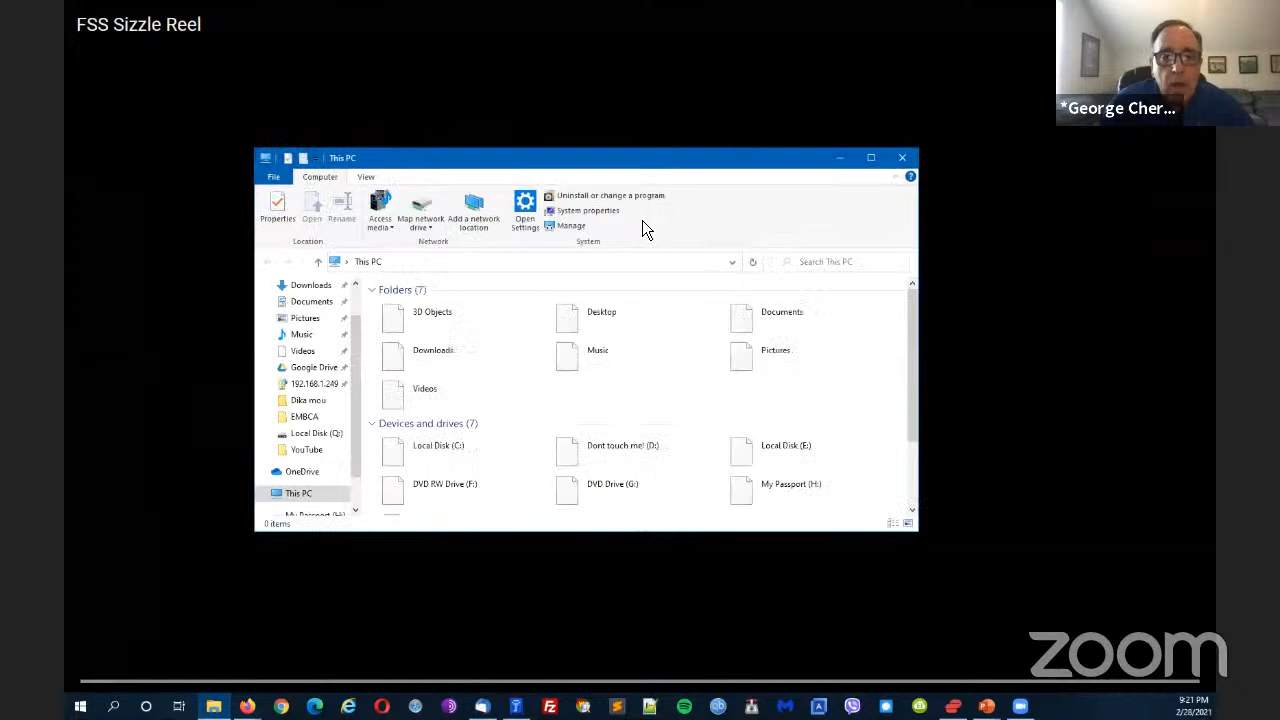 FSS Sizzle Reel
*George Cher...
This PC
File
Computer
View
Properties
Open
Rename
Access media
Map network drive
Add a network location
Open Settings
Uninstall or change a program
System properties
Manage
Location
Network
System
This PC
Search This PC
Downloads
Documents
Pictures
Music
Videos
Google Drive
192.168.1.249
Dika mou
EMBCA
Local Disk (Q:)
YouTube
OneDrive
This PC
My Passport (H:)
Folders (7)
3D Objects
Desktop
Documents
Downloads
Music
Pictures
Videos
Devices and drives (7)
Local Disk (C:)
Dont touch me! (D:)
Local Disk (E:)
DVD RW Drive (F:)
DVD Drive (G:)
My Passport (H:)
0 items
zoom
9:21 PM
2/28/2021